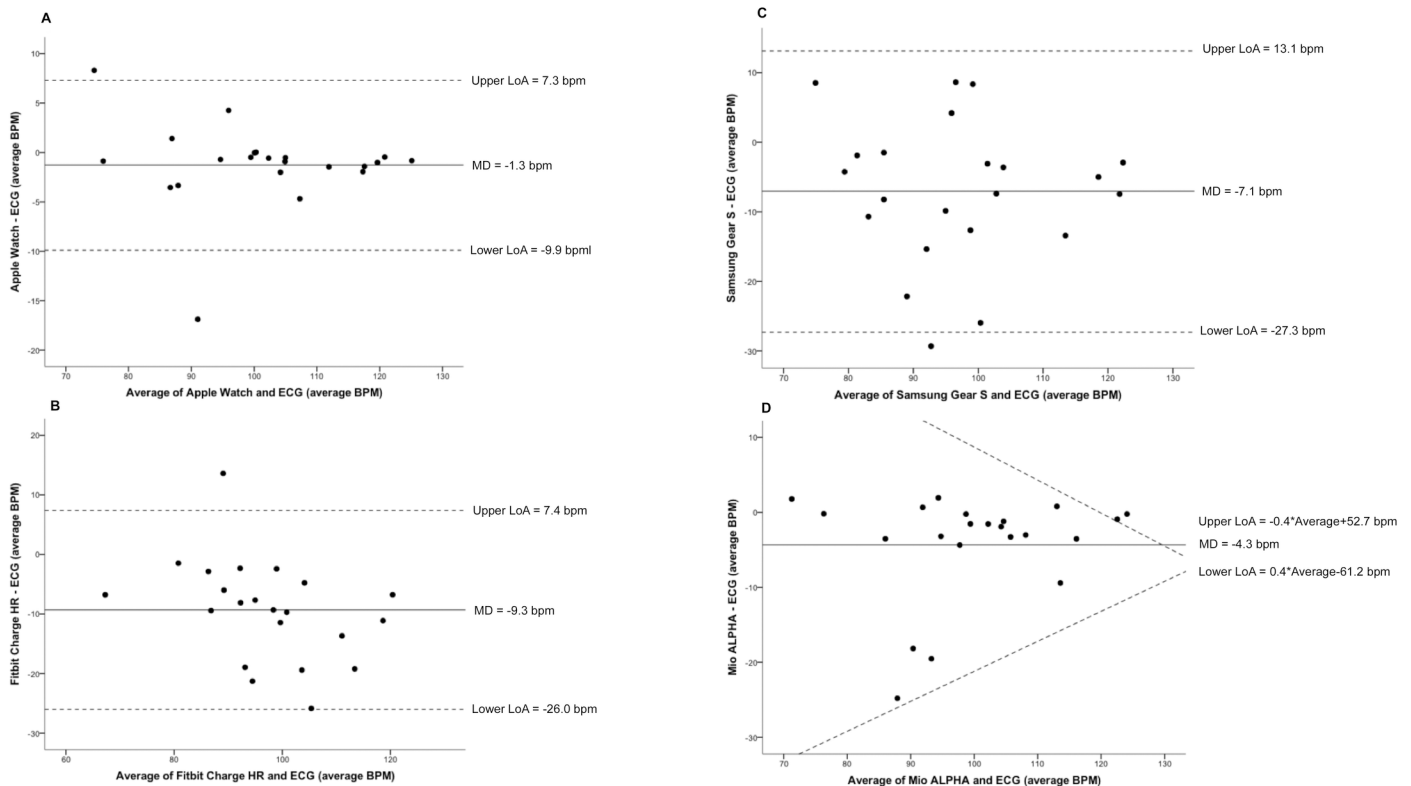 A
Apple Watch - ECG (average BPM)
10
5
0
-5
-10
-15
-20
70 80 90 100 110 120 130
Average of Apple Watch and ECG (average BPM)
Upper LoA = 7.3 bpm
MD = -1.3 bpm
Lower LoA = -9.9 bpml
B
Fitbit Charge HR - ECG (average BPM)
20
10
0
-10
-20
-30
60 80 100 120
Average of Fitbit Charge HR and ECG (average BPM)
Upper LoA = 7.4 bpm
MD = -9.3 bpm
Lower LoA = -26.0 bpm
C
Samsung Gear S - ECG (average BPM)
10
0
-10
-20
-30
70 80 90 100 110 120 130
Average of Samsung Gear S and ECG (average BPM)
Upper LoA = 13.1 bpm
MD = -7.1 bpm
Lower LoA = -27.3 bpm
D
Mio ALPHA - ECG (average BPM)
10
0
-10
-20
-30
70 80 90 100 110 120 130
Average of Mio ALPHA and ECG (average BPM)
Upper LoA = -0.4*Average+52.7 bpm
MD = -4.3 bpm
Lower LoA = 0.4*Average-61.2 bpm